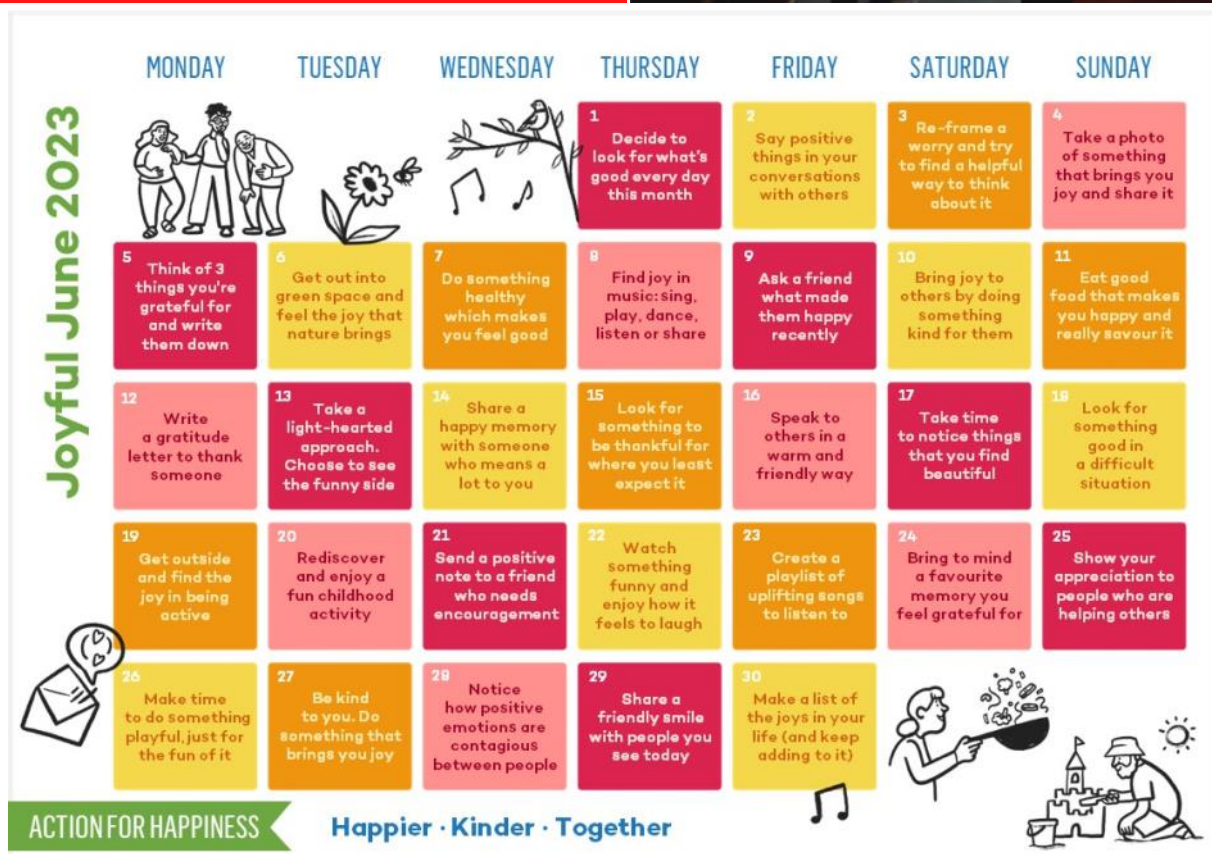 MONDAY TUESDAY WEDNESDAY THURSDAY FRIDAY SATURDAY SUNDAY
Joyful June 2023
1
Decide to
look for what's
good every day
this month
2
Say positive
things in your
conversations
with others
3
Re-frame a
worry and try
to find a helpful
way to think
about it
4
Take a photo
of something
that brings you
joy and share it
5
Think of 3
things you're
grateful for
and write
them down
6
Get out into
green space and
feel the joy that
nature brings
7
Do something
healthy
which makes
you feel good
8
Find joy in
music: sing,
play, dance,
listen or share
9
Ask a friend
what made
them happy
recently
10
Bring joy to
others by doing
something
kind for them
11
Eat good
food that makes
you happy and
really savour it
12
Write
a gratitude
letter to thank
someone
13
Take a
light-hearted
approach.
Choose to see
the funny side
14
Share a
happy memory
with someone
who means a
lot to you
15
Look for
something to
be thankful for
where you least
expect it
16
Speak to
others in a
warm and
friendly way
17
Take time
to notice things
that you find
beautiful
18
Look for
something
good in
a difficult
situation
19
Get outside
and find the
joy in being
active
20
Rediscover
and enjoy a
fun childhood
activity
21
Send a positive
note to a friend
who needs
encouragement
22
Watch
something
funny and
enjoy how it
feels to laugh
23
Create a
playlist of
uplifting songs
to listen to
24
Bring to mind
a favourite
memory you
feel grateful for
25
Show your
appreciation to
people who are
helping others
26
Make time
to do something
playful, just for
the fun of it
27
Be kind
to you. Do
something that
brings you joy
28
Notice
how positive
emotions are
contagious
between people
29
Share a
friendly smile
with people you
see today
30
Make a list of
the joys in your
life (and keep
adding to it)
ACTION FOR HAPPINESS
Happier · Kinder · Together